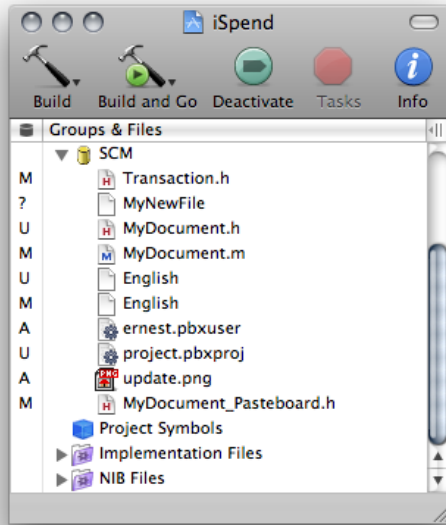 iSpend
Build Build and Go Deactivate Tasks Info
Groups & Files
SCM
M Transaction.h
? MyNewFile
U MyDocument.h
M MyDocument.m
U English
M English
A ernest.pbxuser
U project.pbxproj
A update.png
M MyDocument_Pasteboard.h
Project Symbols
Implementation Files
NIB Files